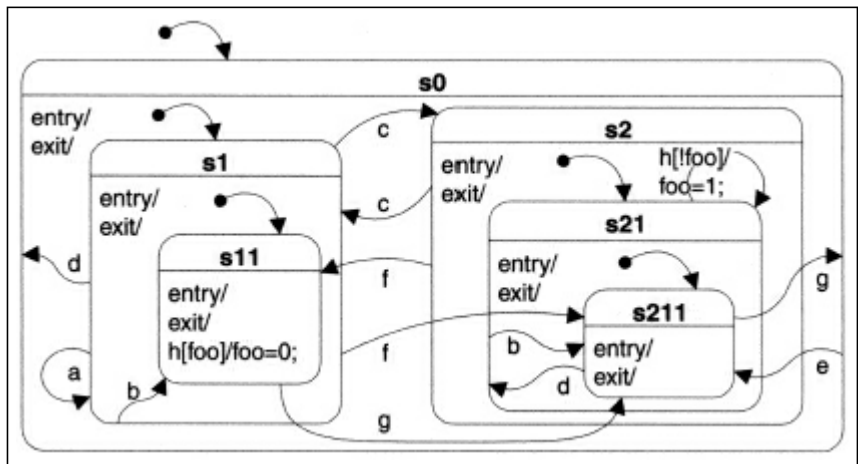 s0
entry/
exit/
s1
entry/
exit/
s11
entry/
exit/
h[foo]/foo=0;
a
b
d
c
c
f
f
g
s2
entry/
exit/
h[!foo]/
foo=1;
s21
entry/
exit/
s211
entry/
exit/
b
d
g
e